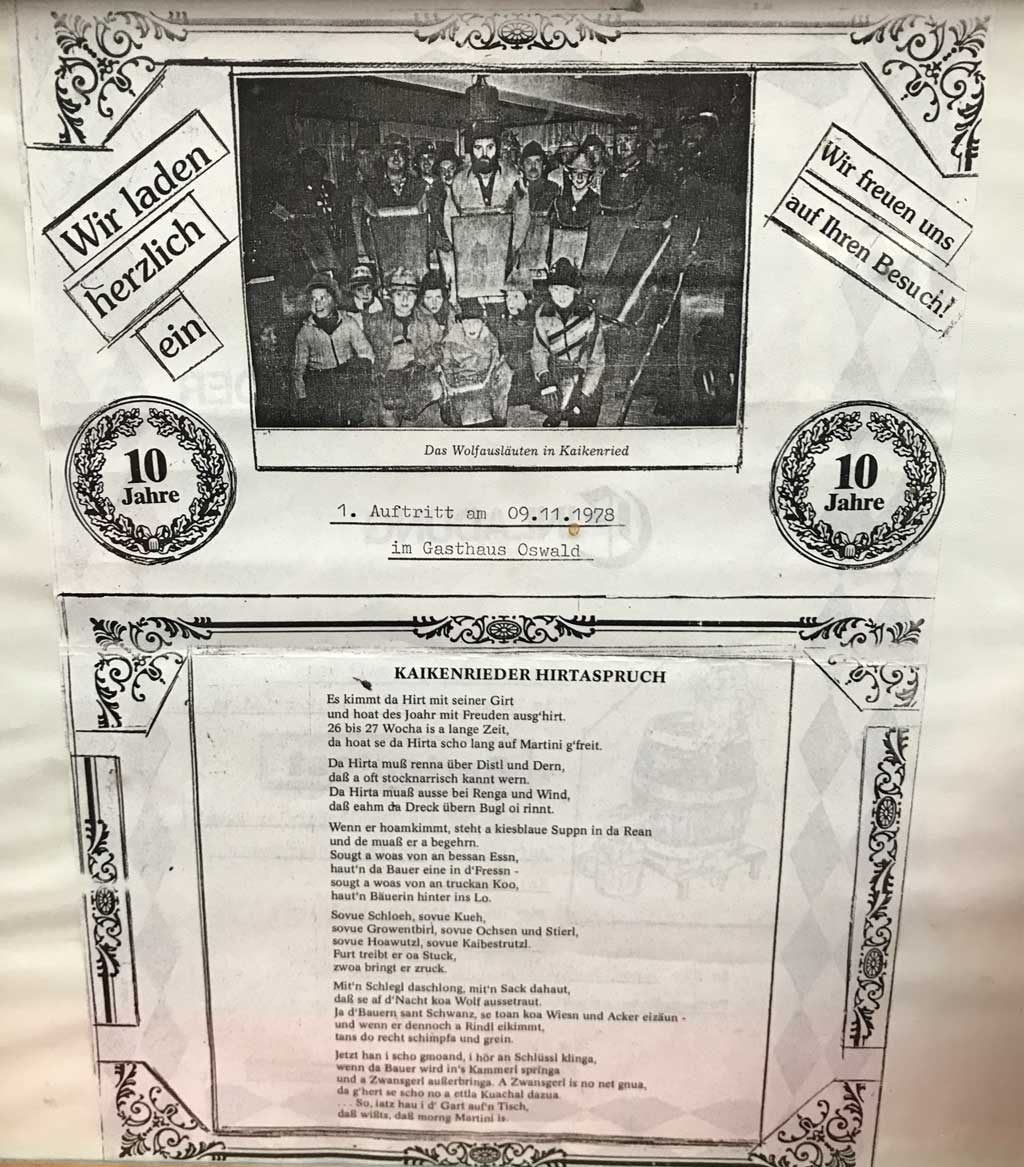 Wir laden
herzlich
ein
Wir freuen uns
auf Ihren Besuch!
Das Wolfausläuten in Kaikenried
10
Jahre
10
Jahre
1. Auftritt am 09.11.1978
im Gasthaus Oswald
KAIKENRIEDER HIRTASPRUCH
Es kimmt da Hirt mit seiner Girt
und hoat des Joahr mit Freuden ausg'hirt.
26 bis 27 Wocha is a lange Zeit,
da hoat se da Hirta scho lang auf Martini g'freit.
Da Hirta muß renna über Distl und Dern,
daß a oft stocknarrisch kannt wern.
Da Hirta muaß ausse bei Renga und Wind,
daß eahm da Dreck übern Bugl oi rinnt.
Wenn er hoamkimmt, steht a kiesblaue Suppn in da Rean
und de muaß er a begehrn.
Sougt a woas von an bessan Essn,
haut'n da Bauer eine in d'Fressn -
sougt a woas von an truckan Koo,
haut'n Bäuerin hinter ins Lo.
Sovue Schloeh, sovue Kueh,
sovue Growentbirl, sovue Ochsen und Stierl,
sovue Hoawutzl, sovue Kaibestrutzl.
Furt treibt er oa Stuck,
zwoa bringt er zruck.
Mit'n Schlegl daschlong, mit'n Sack dahaut,
daß se af d'Nacht koa Wolf aussetraut.
Ja d'Bauern sant Schwanz, se toan koa Wiesn und Acker eizäun -
und wenn er dennoch a Rindl eikimmt,
tans do recht schimpfa und grein.
Jetzt han i scho gmoand, i hör an Schlüssl klinga,
wenn da Bauer wird in's Kammerl springa
und a Zwansgerl außerbringa. A Zwansgerl is no net gnua,
da g'hert se scho no a ettla Kuachal dazua.
. . . So, iatz hau i d' Gart auf'n Tisch,
daß wißts, daß morng Martini is.